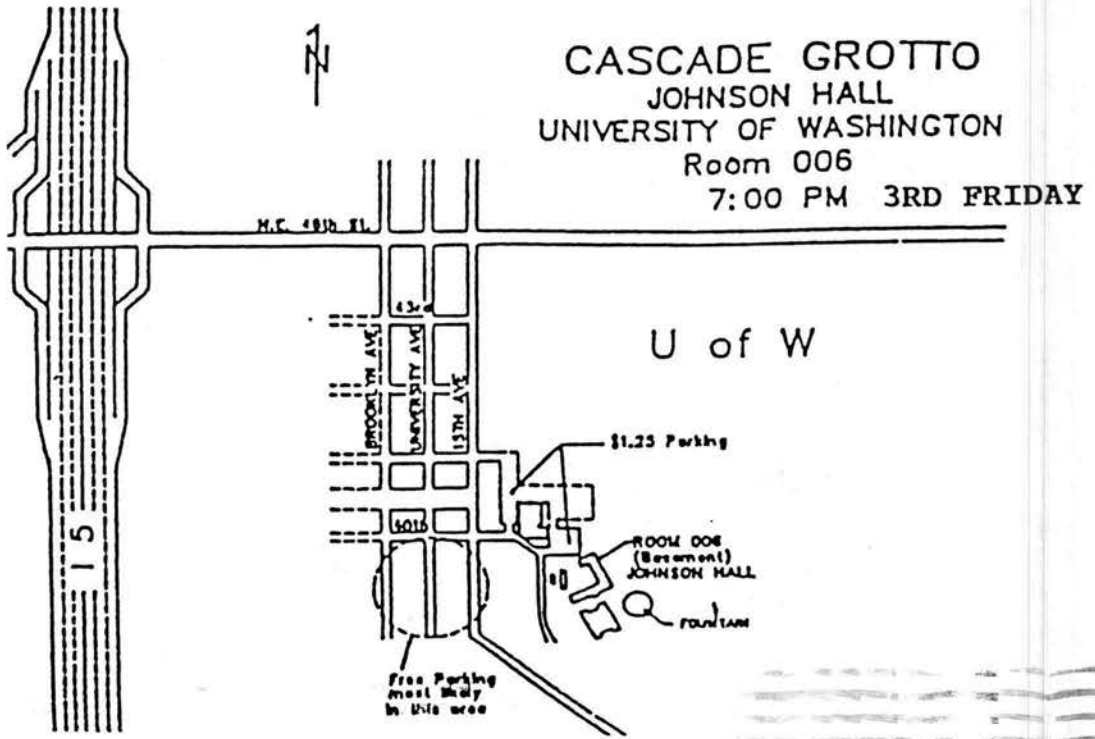 N
CASCADE GROTTO
JOHNSON HALL
UNIVERSITY OF WASHINGTON
Room 006
7:00 PM 3RD FRIDAY
N.E. 45th St.
43rd
BROOKLYN AVE
UNIVERSITY AVE
15TH AVE
U of W
$1.25 Parking
40th
I 5
ROOM 006
(Basement)
JOHNSON HALL
FOUNTAIN
Free Parking
most likely
in this area